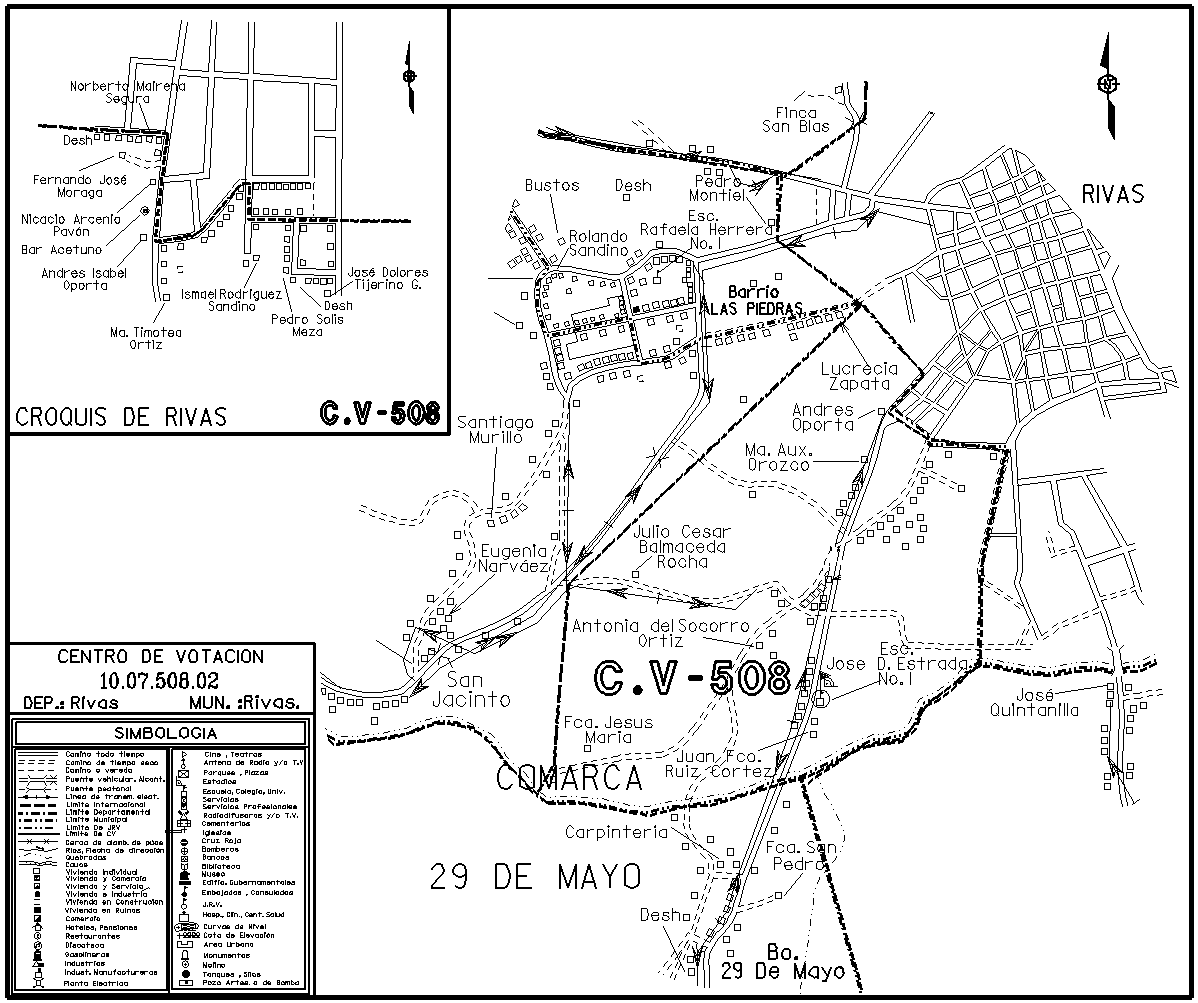 Norberto Mairena
Segura
Desh
Fernando José
Moraga
Nicacio Arcenia
Pavón
Bar Acetuno
Andres Isabel
Oporta
Ma. Timotea
Ortiz
Ismael Rodriguez
Sandino
Pedro Solis
Meza
Desh
Jasé Dolores
Tijerino G.
CROQUIS DE RIVAS
C.V-508
Finca
San Blas
RIVAS
Bustos
Desh
Pedro
Montiel
Esc.
Rafaela Herrera
No.1
Rolando
Sandino
Barrio
LAS PIEDRAS
Lucrecia
Zapata
Andres
Oporta
Santiago
Murillo
Ma. Aux.
Orozco
Julio Cesar
Balmaceda
Rocha
Eugenia
Narváez
Antonia del Socorro
Ortiz
C.V-508
Esc.
Jose D. Estrada
No.1
San
Jacinto
José
Quintanilla
Fca. Jesus
Maria
Juan Fco.
Ruiz Cortez
COMARCA
Carpinteria
Fca. San
Pedro
29 DE MAYO
Desh
Bo.
29 De Mayo
CENTRO DE VOTACION
10.07.508.02
DEP.: Rivas MUN. :Rivas.
SIMBOLOGIA
Camino todo tiempo
Camino de tiempo seco
Camino o vereda
Puente vehicular. Alcant.
Puente peatonal
Linea de transm. elect.
Limite Internacional
Limite Departamental
Limite Municipal
Limite De JRV
Limite De CV
Cerca de alamb. de púas
Rios, Flecha de dirección
Quebradas
Cauce
Vivienda Individual
Vivienda y Comercio
Vivienda y Servicio
Vivienda e Industria
Vivienda en Construcion
Vivienda en Ruinas
Comercio
Hoteles, Pensiones
Restaurantes
Discoteca
Gasolineras
Industrias
Indust. Manufactureras
Planta Electrica
Cine , Teatros
Antena de Radio y/o T.V
Parques , Plazas
Estadios
Escuela, Colegio, Univ.
Servicios
Servicios Profesionales
Radiodifusoras y/o T.V.
Cementerios
Iglesias
Cruz Roja
Bomberos
Bancos
Biblioteca
Museo
Edific. Gubernamentales
Embajadas , Consulados
J.R.V.
Hosp., Clin., Cent. Salud
Curvas de Nivel
Cota de Elevación
Area Urbana
Monumentos
Molino
Tanques , Silos
Pozo Artes. o de Bomba